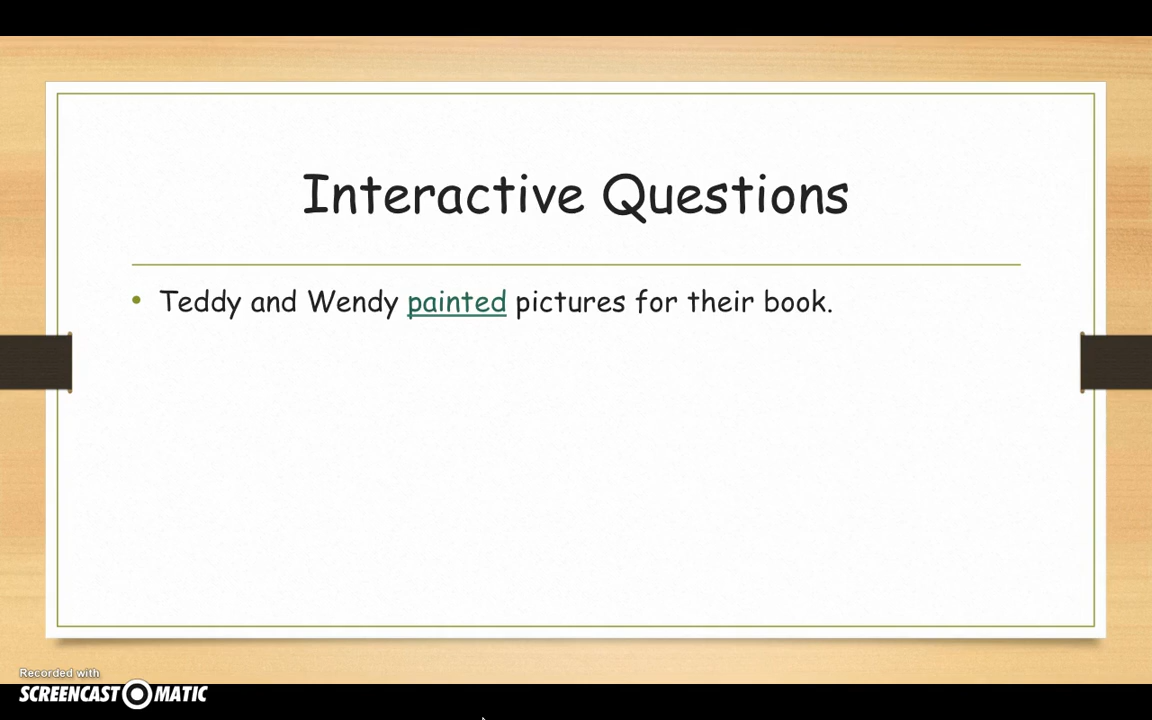 Interactive Questions
• Teddy and Wendy painted pictures for their book.
Recorded with
SCREENCAST MATIC